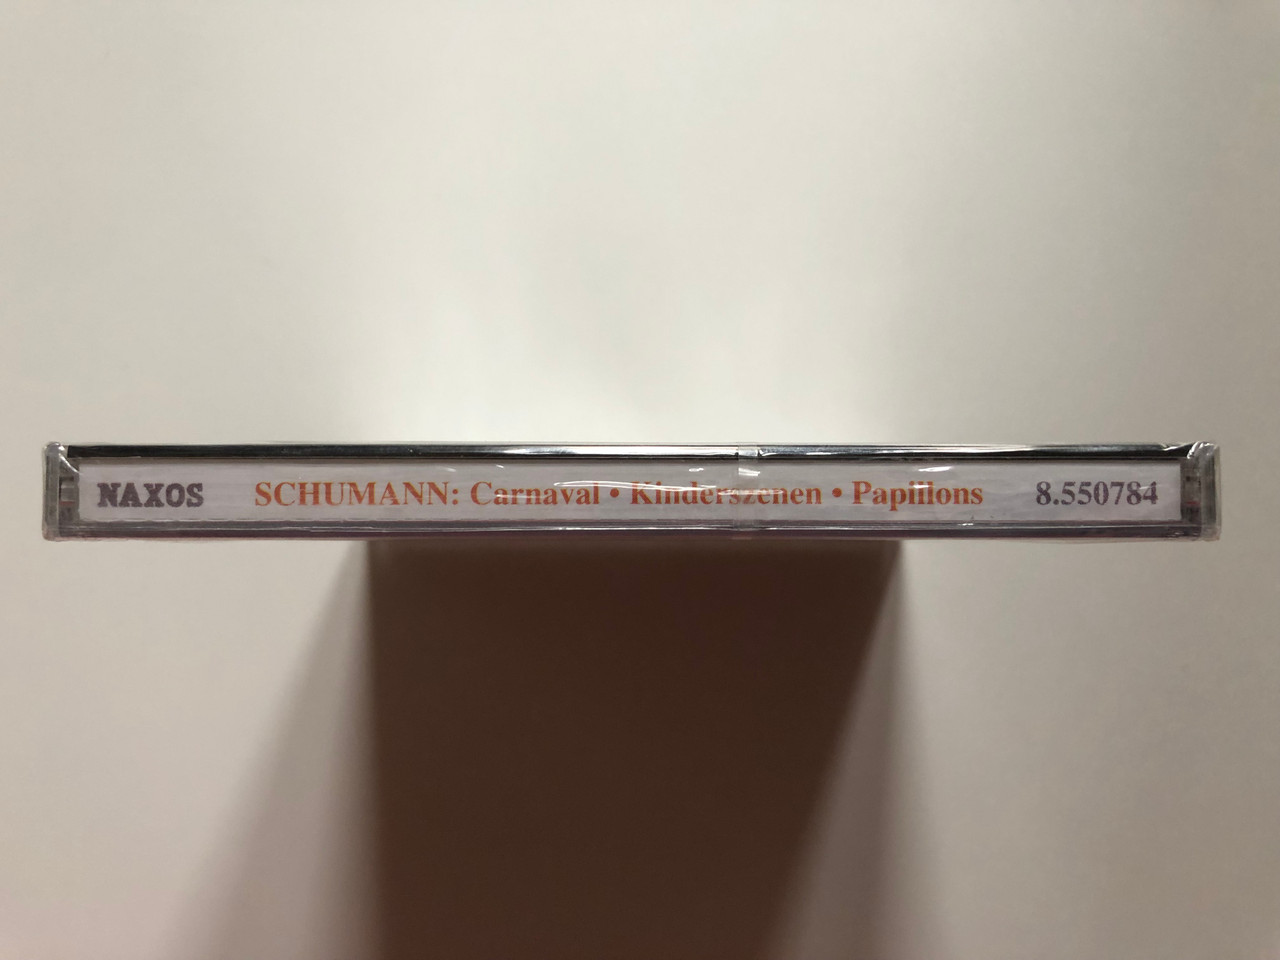 NAXOS SCHUMANN: Carnaval • Kinderszenen • Papillons 8.550784